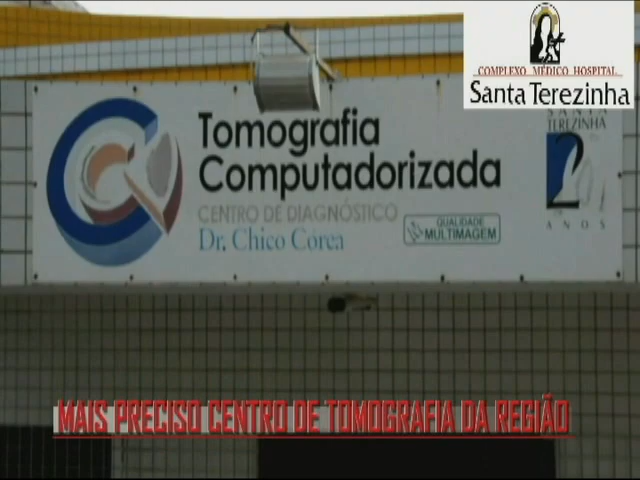 COMPLEXO MÉDICO HOSPITAL
Santa Terezinha
Tomografia
Computadorizada
CENTRO DE DIAGNÓSTICO
Dr. Chico Córea
QUALIDADE
MULTIMAGEM
SANTA
TEREZINHA
ANOS
MAIS PRECISO CENTRO DE TOMOGRAFIA DA REGIÃO